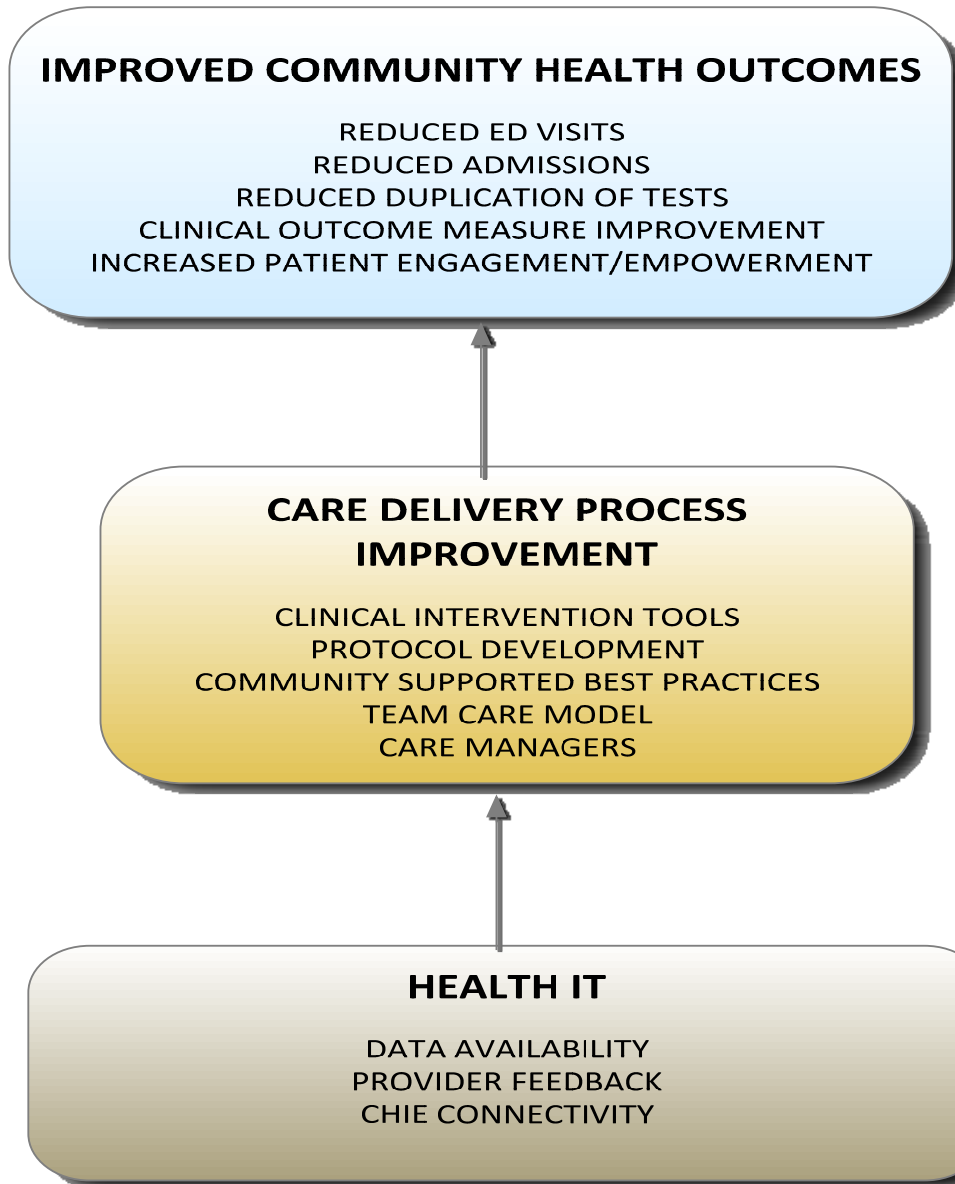 IMPROVED COMMUNITY HEALTH OUTCOMES
REDUCED ED VISITS
REDUCED ADMISSIONS
REDUCED DUPLICATION OF TESTS
CLINICAL OUTCOME MEASURE IMPROVEMENT
INCREASED PATIENT ENGAGEMENT/EMPOWERMENT
CARE DELIVERY PROCESS
IMPROVEMENT
CLINICAL INTERVENTION TOOLS
PROTOCOL DEVELOPMENT
COMMUNITY SUPPORTED BEST PRACTICES
TEAM CARE MODEL
CARE MANAGERS
HEALTH IT
DATA AVAILABILITY
PROVIDER FEEDBACK
CHIE CONNECTIVITY